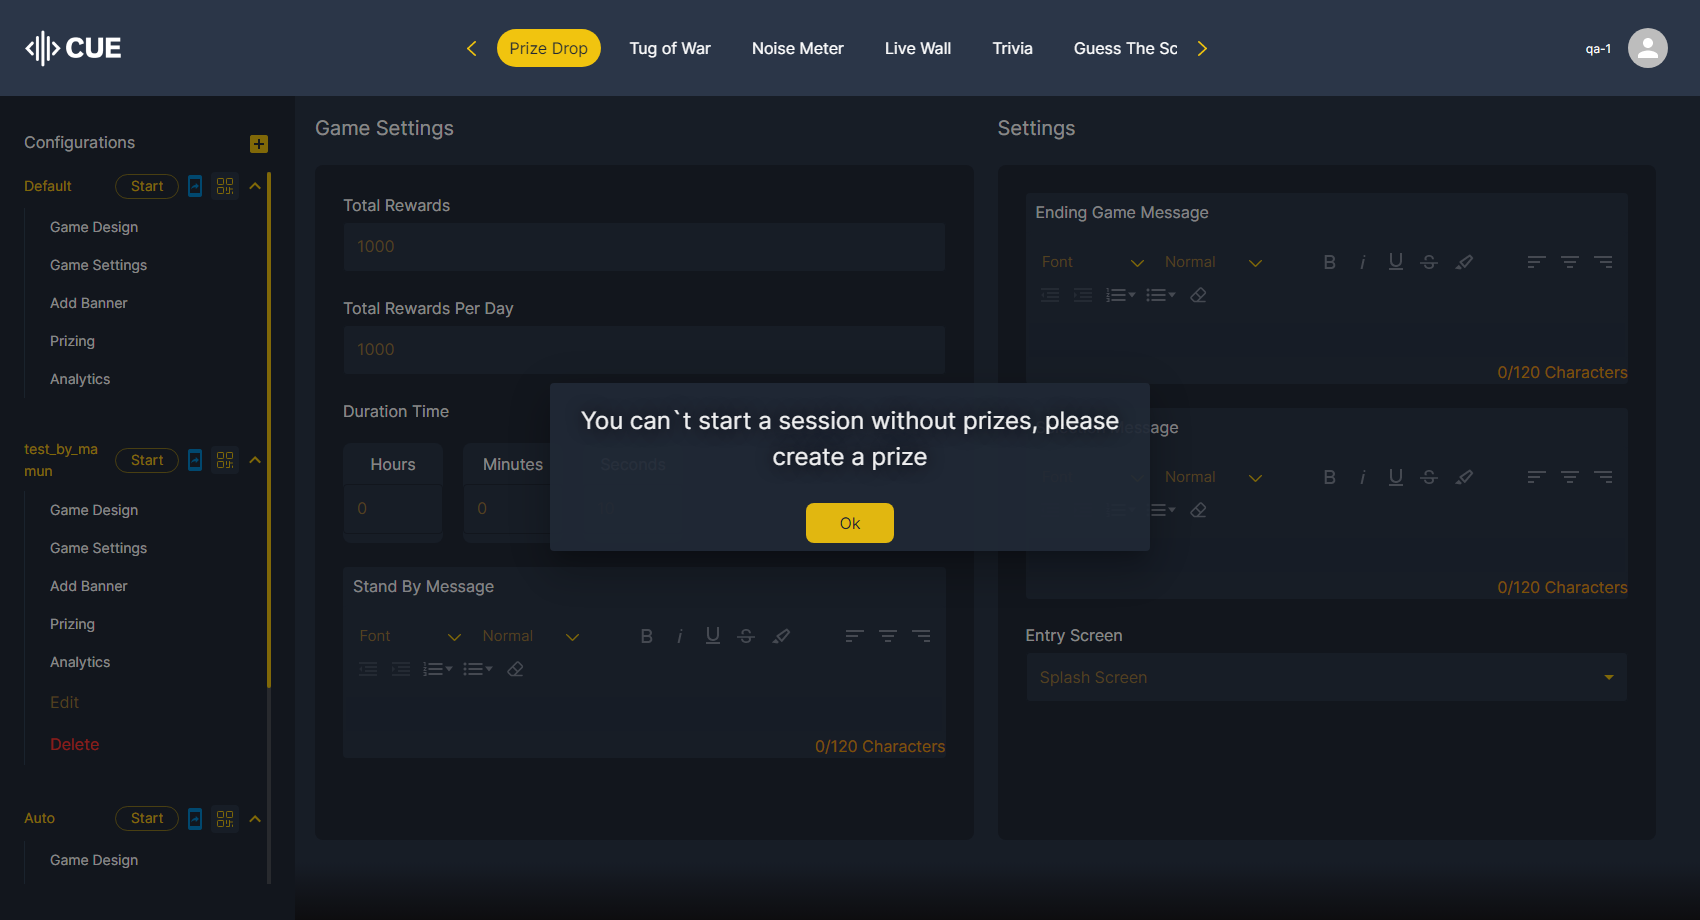 CUE
Prize Drop
Tug of War
Noise Meter
Live Wall
Trivia
Guess The Sc
qa-1
Configurations
Default
Start
Game Design
Game Settings
Add Banner
Prizing
Analytics
test_by_ma
mun
Start
Game Design
Game Settings
Add Banner
Prizing
Analytics
Edit
Delete
Auto
Start
Game Design
Game Settings
Total Rewards
1000
Total Rewards Per Day
1000
Duration Time
Hours
Minutes
Seconds
0
0
Stand By Message
Font
Normal
0/120 Characters
Settings
Ending Game Message
Font
Normal
0/120 Characters
essage
Normal
0/120 Characters
Entry Screen
Splash Screen
You can`t start a session without prizes, please
create a prize
Ok